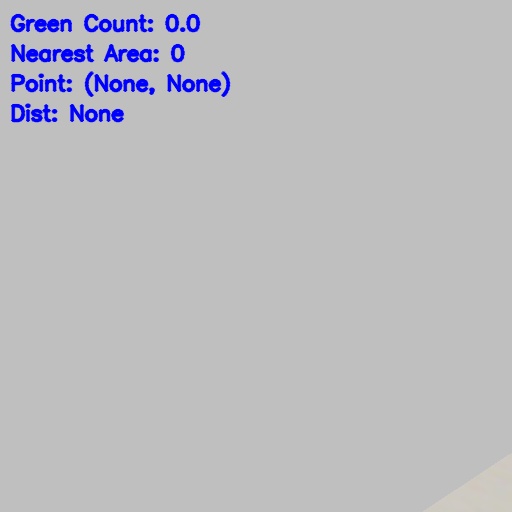 Green Count: 0.0
Nearest Area: 0
Point: (None, None)
Dist: None